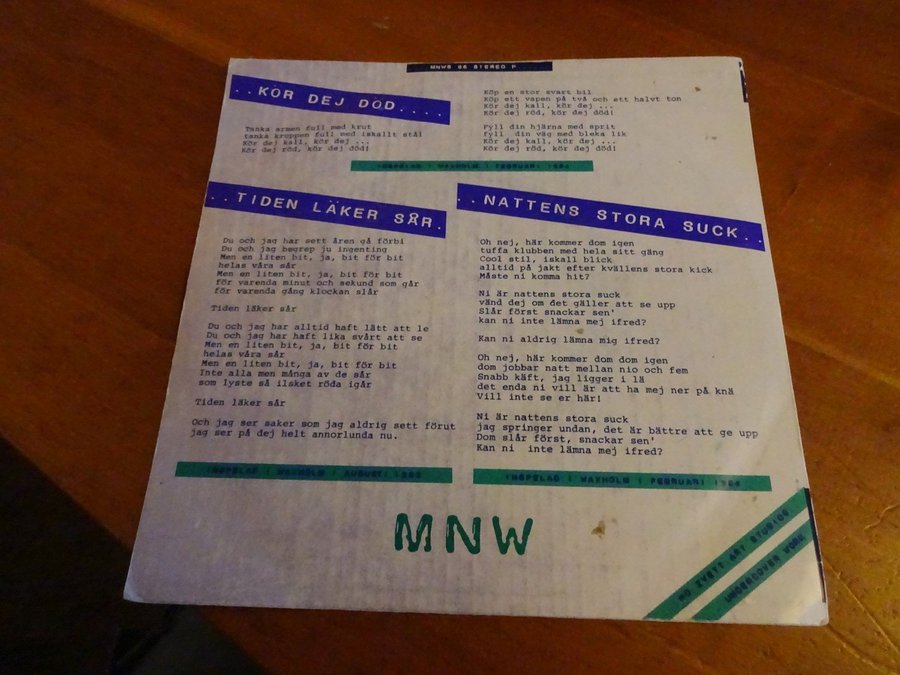 MNWS 96 STEREO P
..KÖR DEJ DÖD....
Tanka armen full med krut
tanka kroppen full med iskallt stål
Kör dej kall, kör dej ...
Kör dej röd, kör dej död!
Köp en stor svart bil
Köp ett vapen på två och ett halvt ton
Kör dej kall, kör dej ...
Kör dej röd, kör dej död!
Fyll din hjärna med sprit
Fyll din väg med bleka lik
Kör dej kall, kör dej ...
Kör dej röd, kör dej död!
INSPELAD I WAXHOLM I FEBRUARI 1984
..TIDEN LÄKER SÅR.
Du och jag har sett åren gå förbi
Du och jag begrep ju ingenting
Men en liten bit, ja, bit för bit
helas våra sår
Men en liten bit, ja, bit för bit
för varenda minut och sekund som går
för varenda gång klockan slår
Tiden läker sår
Du och jag har alltid haft lätt att le
Du och jag har haft lika svårt att se
Men en liten bit, ja, bit för bit
helas våra sår
Men en liten bit, ja, bit för bit
Inte alla men många av de sår
som lyste så ilsket röda igår
Tiden läker sår
Och jag ser saker som jag aldrig sett förut
jag ser på dej helt annorlunda nu.
INSPELAD I WAXHOLM I AUGUSTI 1983
..NATTENS STORA SUCK..
Oh nej, här kommer dom igen
tuffa klubben med hela sitt gäng
Cool stil, iskall blick
alltid på jakt efter kvällens stora kick
Måste ni komma hit?
Ni är nattens stora suck
vänd dej om det gäller att se upp
Slår först snackar sen'
kan ni inte lämna mej ifred?
Kan ni aldrig lämna mig ifred?
Oh nej, här kommer dom dom igen
dom jobbar natt mellan nio och fem
Snabb käft, jag ligger i lä
det enda ni vill är att ha mej ner på knä
Vill inte se er här!
Ni är nattens stora suck
jag springer undan, det är bättre att ge upp
Dom slår först, snackar sen'
Kan ni inte lämna mej ifred?
INSPELAD I WAXHOLM I FEBRUARI 1984
MNW
MO EVETT ART STUDIOS
UNDERCOVER WORK